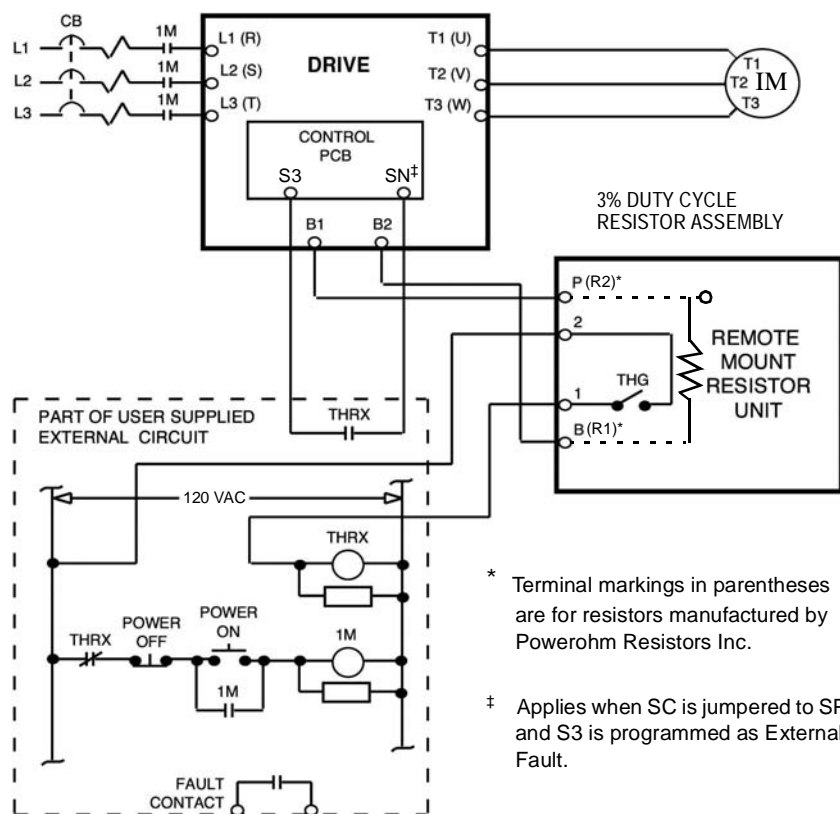 CB
1M
L1
L1 (R)
T1 (U)
1M
L2
L2 (S)
DRIVE
T2 (V)
1M
L3
L3 (T)
T3 (W)
T1
T2 IM
T3
CONTROL
PCB
S3
SN‡
B1
B2
3% DUTY CYCLE
RESISTOR ASSEMBLY
P (R2)*
2
THG
1
B (R1)*
REMOTE
MOUNT
RESISTOR
UNIT
PART OF USER SUPPLIED
EXTERNAL CIRCUIT
THRX
120 VAC
THRX
THRX
POWER
OFF
POWER
ON
1M
1M
FAULT
CONTACT
* Terminal markings in parentheses
are for resistors manufactured by
Powerohm Resistors Inc.
‡ Applies when SC is jumpered to SP
and S3 is programmed as External
Fault.